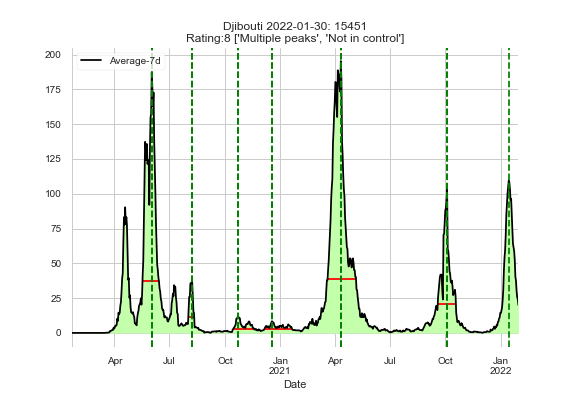 Djibouti 2022-01-30: 15451
Rating:8 ['Multiple peaks', 'Not in control']
Average-7d
200
175
150
125
100
75
50
25
0
Apr Jul Oct Jan Apr Jul Oct Jan
2021 2022
Date